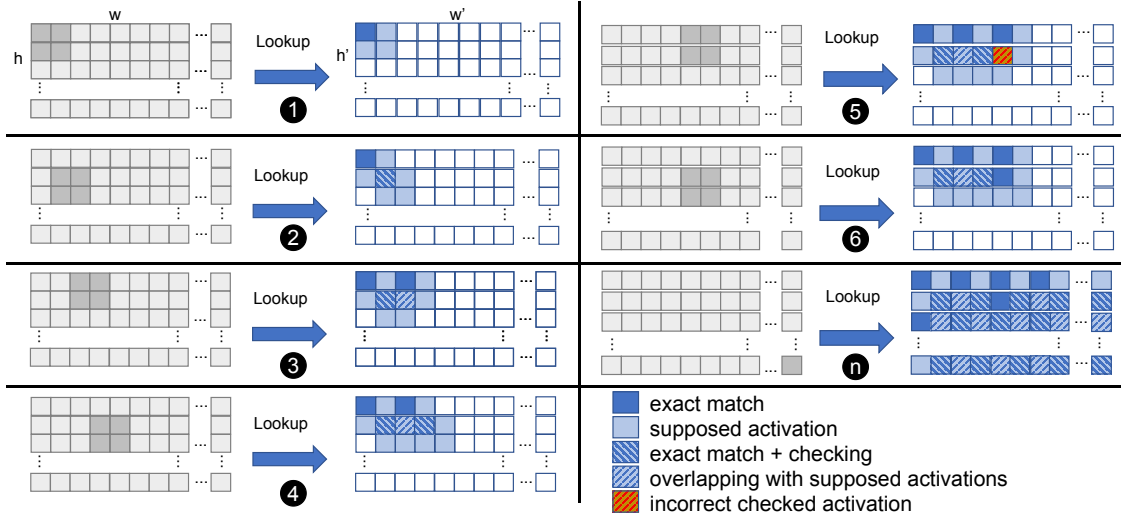 w
w’
h
h’
Lookup
1
Lookup
2
Lookup
3
Lookup
4
Lookup
5
Lookup
6
Lookup
n
exact match
supposed activation
exact match + checking
overlapping with supposed activations
incorrect checked activation